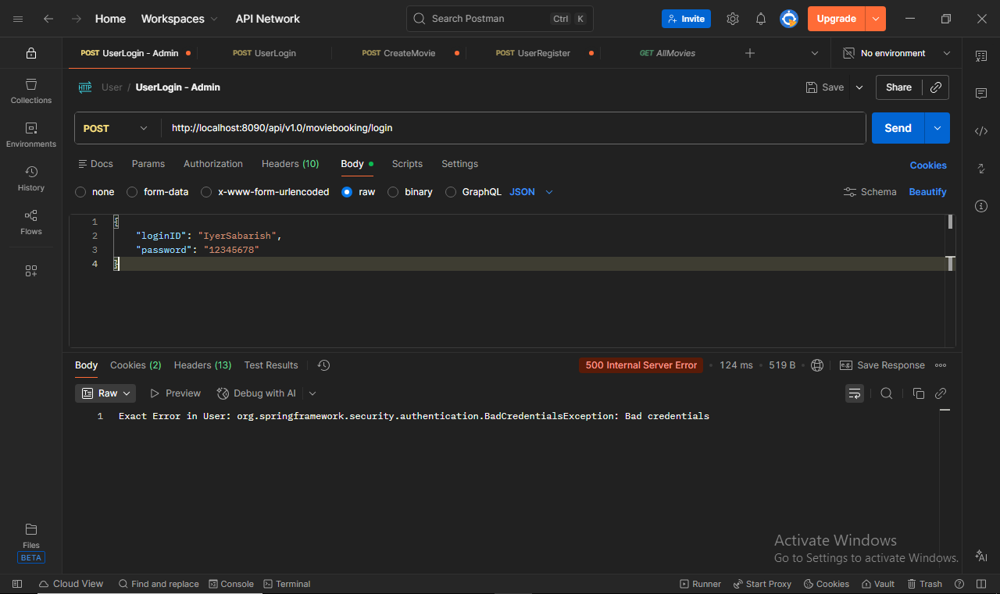 Home Workspaces API Network Search Postman Ctrl K Invite Upgrade
POST UserLogin - Admin POST UserLogin POST CreateMovie POST UserRegister GET AllMovies No environment
HTTP User / UserLogin - Admin Save Share
Collections
POST http://localhost:8090/api/v1.0/moviebooking/login Send
Environments
Docs Params Authorization Headers (10) Body Scripts Settings Cookies
History
none form-data x-www-form-urlencoded raw binary GraphQL JSON Schema Beautify
Flows
1 {
2 "loginID": "IyerSabarish",
3 "password": "12345678"
4 }
Body Cookies (2) Headers (13) Test Results 500 Internal Server Error 124 ms 519 B e.g. Save Response
Raw Preview Debug with AI
1 Exact Error in User: org.springframework.security.authentication.BadCredentialsException: Bad credentials
Files
BETA
Activate Windows
Go to Settings to activate Windows.
AI
Cloud View Find and replace Console Terminal Runner Start Proxy Cookies Vault Trash